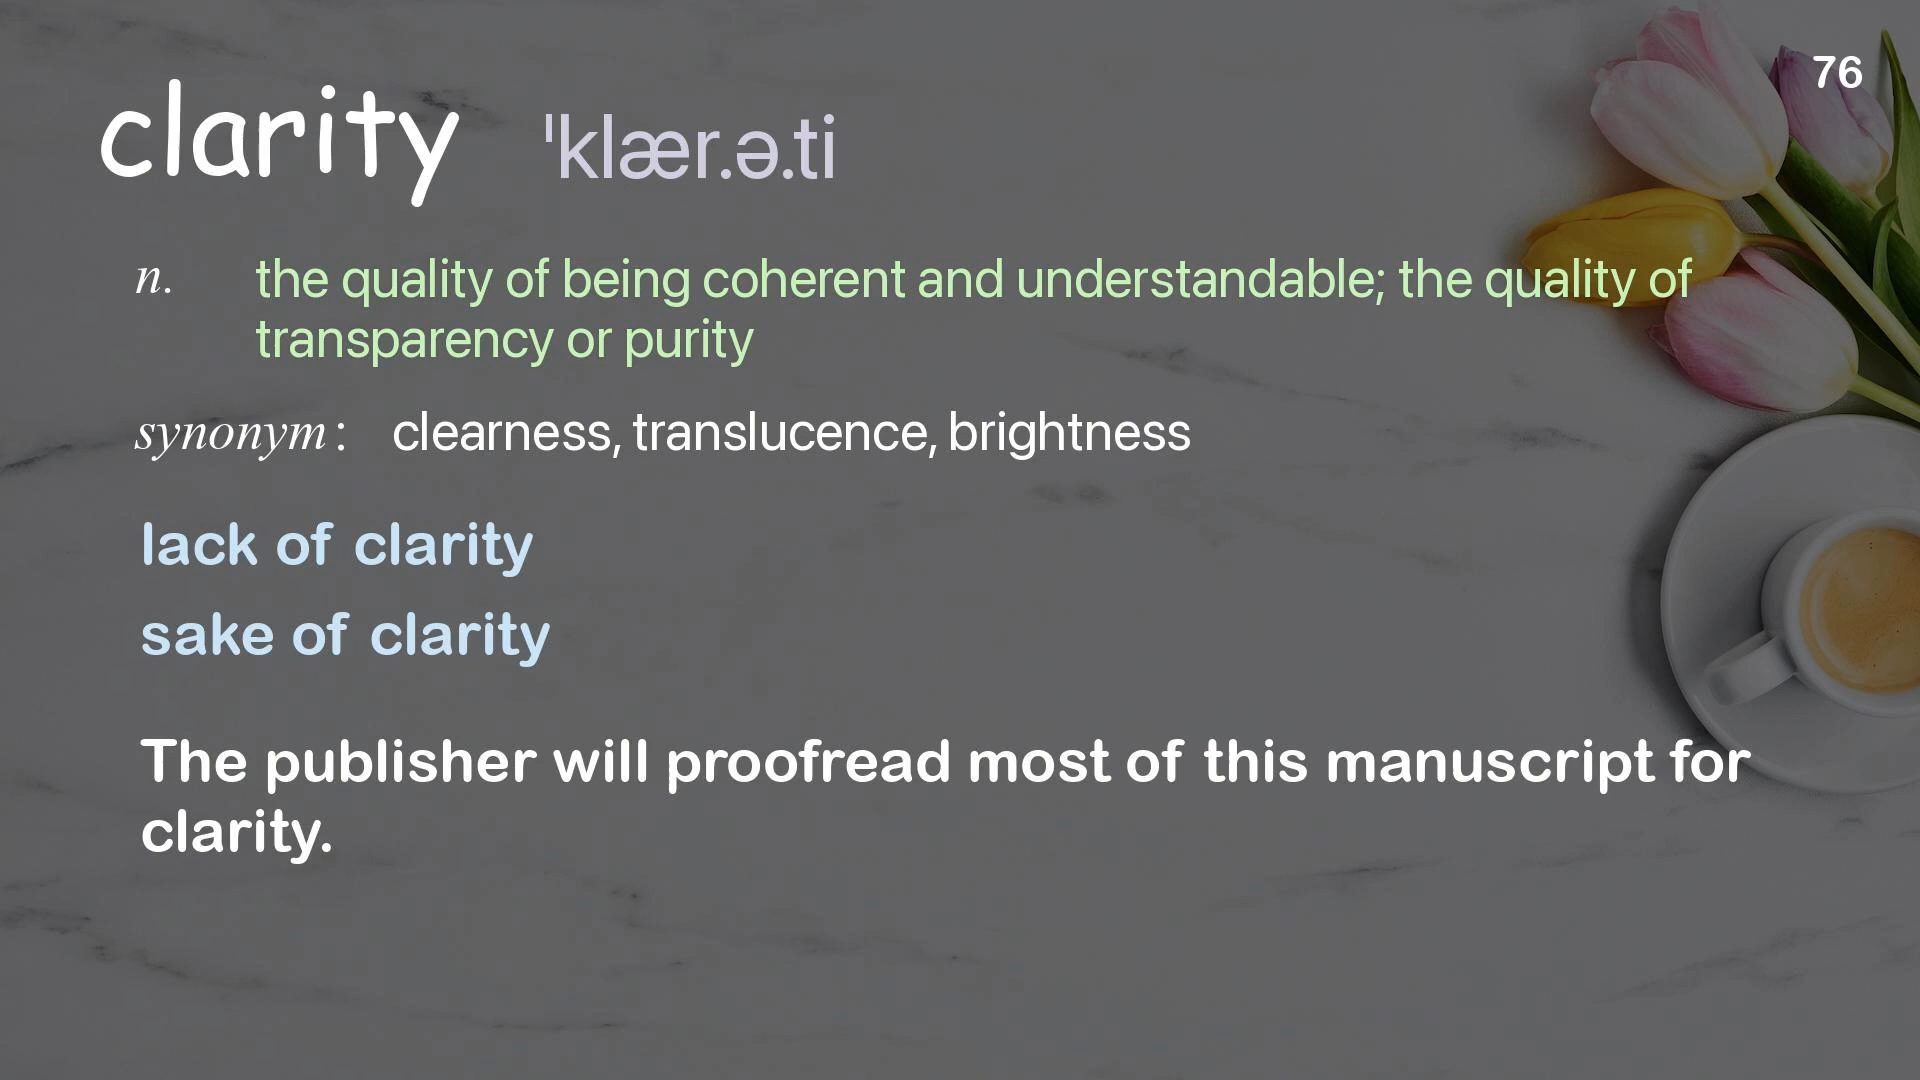 76
clarity ˈklær.ə.ti
n. the quality of being coherent and understandable; the quality of
transparency or purity
synonym: clearness, translucence, brightness
lack of clarity
sake of clarity
The publisher will proofread most of this manuscript for
clarity.